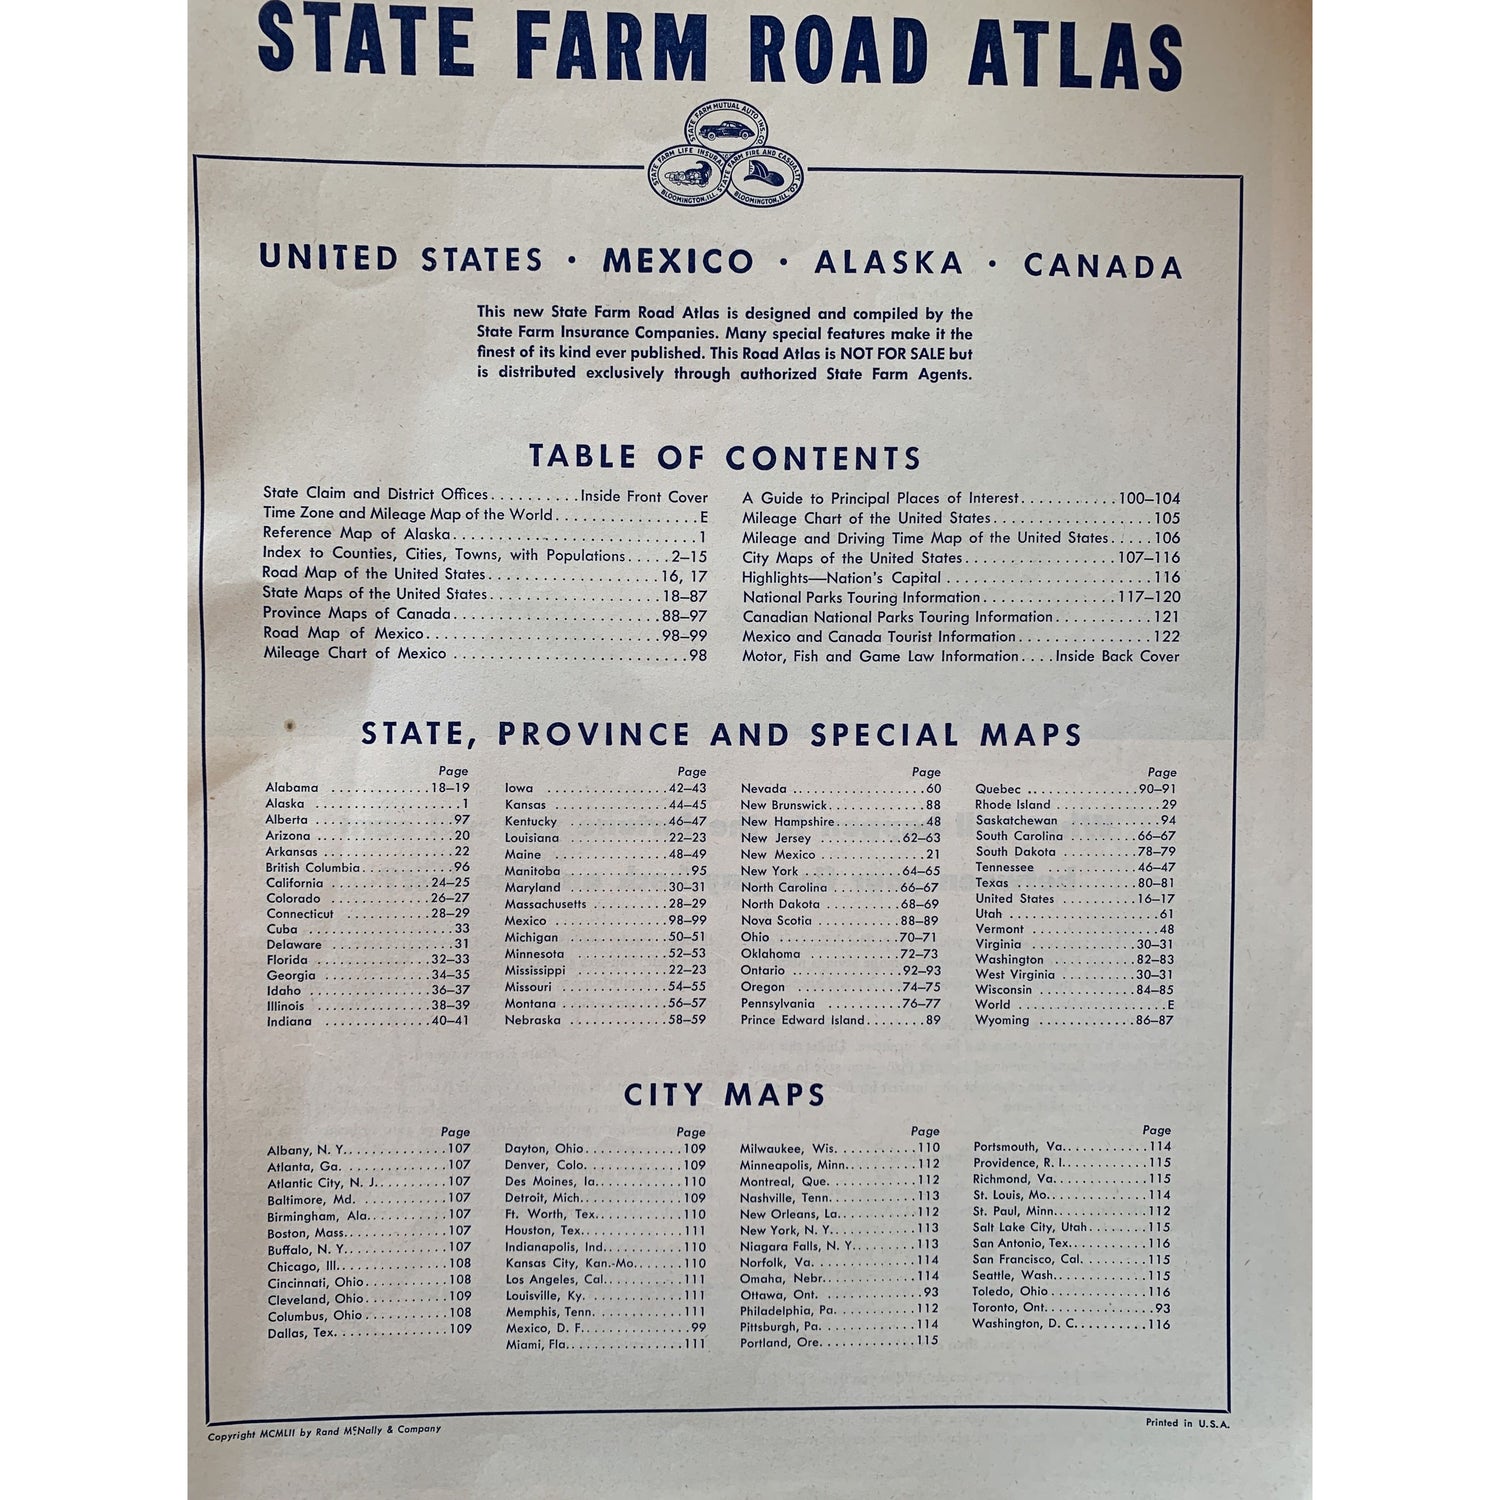 STATE FARM ROAD ATLAS
STATE FARM MUTUAL AUTO INS. CO.
STATE FARM LIFE INSURA
BLOOMINGTON, ILL.
STATE FARM FIRE AND CASUALTY CO.
BLOOMINGTON, ILL.
UNITED STATES · MEXICO · ALASKA · CANADA
This new State Farm Road Atlas is designed and compiled by the
State Farm Insurance Companies. Many special features make it the
finest of its kind ever published. This Road Atlas is NOT FOR SALE but
is distributed exclusively through authorized State Farm Agents.
TABLE OF CONTENTS
State Claim and District Offices..........Inside Front Cover
Time Zone and Mileage Map of the World................E
Reference Map of Alaska............................1
Index to Counties, Cities, Towns, with Populations.....2–15
Road Map of the United States...................16, 17
State Maps of the United States...................18–87
Province Maps of Canada.......................88–97
Road Map of Mexico..........................98–99
Mileage Chart of Mexico..........................98
A Guide to Principal Places of Interest..........100–104
Mileage Chart of the United States.................105
Mileage and Driving Time Map of the United States.....106
City Maps of the United States................107–116
Highlights—Nation's Capital.....................116
National Parks Touring Information..............117–120
Canadian National Parks Touring Information...........121
Mexico and Canada Tourist Information..............122
Motor, Fish and Game Law Information....Inside Back Cover
STATE, PROVINCE AND SPECIAL MAPS
Page
Alabama ............18–19
Alaska ..................1
Alberta .................97
Arizona .................20
Arkansas ................22
British Columbia...........96
California ............24–25
Colorado .............26–27
Connecticut ..........28–29
Cuba ...................33
Delaware ...............31
Florida ...............32–33
Georgia ..............34–35
Idaho ................36–37
Illinois ................38–39
Indiana ..............40–41
Page
Iowa ...............42–43
Kansas ..............44–45
Kentucky ............46–47
Louisiana ............22–23
Maine ..............48–49
Manitoba ...............95
Maryland ............30–31
Massachusetts .........28–29
Mexico ..............98–99
Michigan ............50–51
Minnesota ............52–53
Mississippi ...........22–23
Missouri .............54–55
Montana .............56–57
Nebraska ............58–59
Page
Nevada .................60
New Brunswick............88
New Hampshire...........48
New Jersey ..........62–63
New Mexico .............21
New York ............64–65
North Carolina ........66–67
North Dakota .........68–69
Nova Scotia ..........88–89
Ohio ................70–71
Oklahoma ............72–73
Ontario ..............92–93
Oregon ..............74–75
Pennsylvania .........76–77
Prince Edward Island........89
Page
Quebec ..............90–91
Rhode Island .............29
Saskatchewan ............94
South Carolina ........66–67
South Dakota .........78–79
Tennessee ............46–47
Texas ...............80–81
United States .........16–17
Utah ...................61
Vermont ................48
Virginia ..............30–31
Washington ...........82–83
West Virginia .........30–31
Wisconsin ............84–85
World ...................E
Wyoming ............86–87
CITY MAPS
Page
Albany, N. Y..............107
Atlanta, Ga. .............107
Atlantic City, N. J..........107
Baltimore, Md. ...........107
Birmingham, Ala...........107
Boston, Mass..............107
Buffalo, N. Y..............107
Chicago, Ill...............108
Cincinnati, Ohio...........108
Cleveland, Ohio...........109
Columbus, Ohio...........108
Dallas, Tex...............109
Page
Dayton, Ohio.............109
Denver, Colo.............109
Des Moines, Ia............110
Detroit, Mich.............109
Ft. Worth, Tex............110
Houston, Tex..............111
Indianapolis, Ind...........110
Kansas City, Kan.-Mo.......110
Los Angeles, Cal...........111
Louisville, Ky. ............111
Memphis, Tenn............111
Mexico, D. F..............99
Miami, Fla................111
Page
Milwaukee, Wis...........110
Minneapolis, Minn.........112
Montreal, Que............112
Nashville, Tenn...........113
New Orleans, La..........112
New York, N. Y..........113
Niagara Falls, N. Y........113
Norfolk, Va. ............114
Omaha, Nebr............114
Ottawa, Ont. ............93
Philadelphia, Pa..........112
Pittsburgh, Pa............114
Portland, Ore............115
Page
Portsmouth, Va...........114
Providence, R. I...........115
Richmond, Va............115
St. Louis, Mo.............114
St. Paul, Minn............112
Salt Lake City, Utah.......115
San Antonio, Tex..........116
San Francisco, Cal.........115
Seattle, Wash............115
Toledo, Ohio.............116
Toronto, Ont..............93
Washington, D. C..........116
Copyright MCMLII by Rand McNally & Company
Printed in U.S.A.